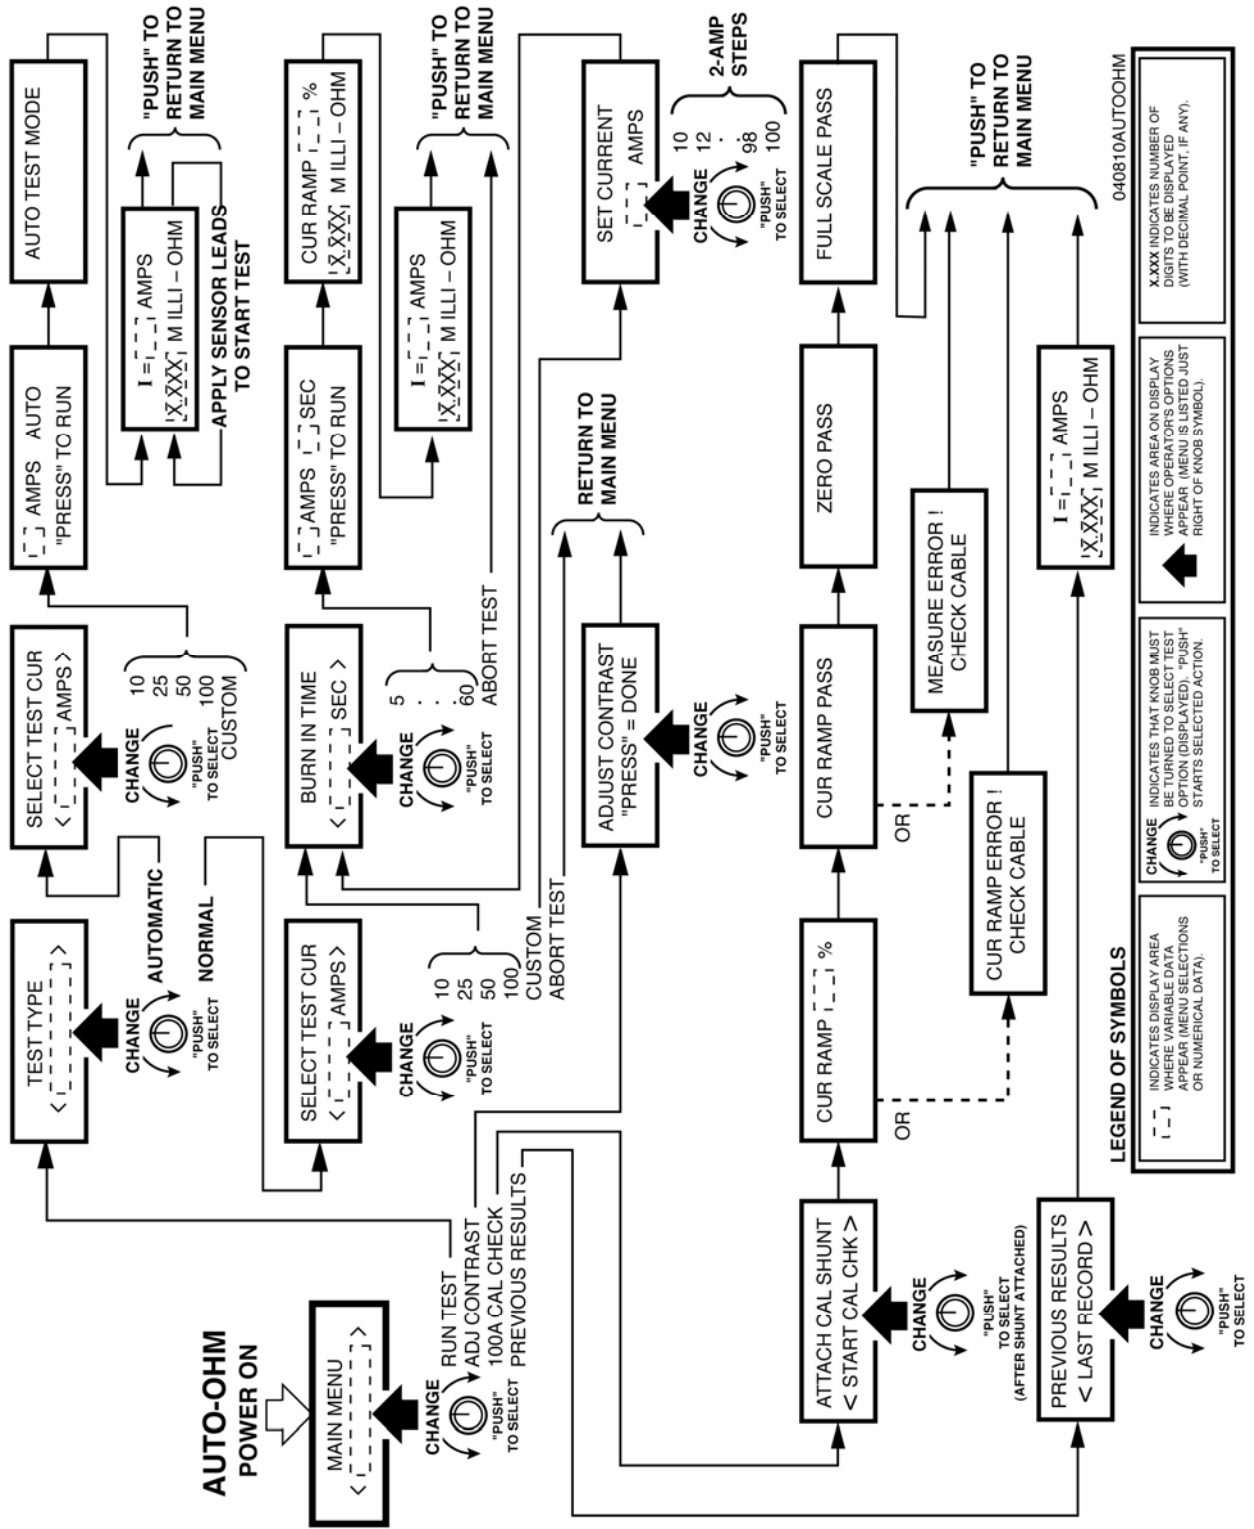 AUTO-OHM
POWER ON
MAIN MENU
< >
CHANGE
"PUSH"
TO SELECT
RUN TEST
ADJ CONTRAST
100A CAL CHECK
PREVIOUS RESULTS
TEST TYPE
< >
CHANGE
"PUSH"
TO SELECT
AUTOMATIC
NORMAL
SELECT TEST CUR
< AMPS >
CHANGE
"PUSH"
TO SELECT
10
25
50
100
CUSTOM
AMPS AUTO
"PRESS" TO RUN
AUTO TEST MODE
I = AMPS
X.XXX M ILLI – OHM
APPLY SENSOR LEADS
TO START TEST
"PUSH" TO
RETURN TO
MAIN MENU
SELECT TEST CUR
< AMPS >
CHANGE
"PUSH"
TO SELECT
10
25
50
100
CUSTOM
ABORT TEST
BURN IN TIME
< SEC >
CHANGE
"PUSH"
TO SELECT
5
.
.
60
ABORT TEST
AMPS SEC
"PRESS" TO RUN
CUR RAMP %
X.XXX M ILLI – OHM
I = AMPS
X.XXX M ILLI – OHM
"PUSH" TO
RETURN TO
MAIN MENU
ADJUST CONTRAST
"PRESS" = DONE
CHANGE
"PUSH"
TO SELECT
RETURN TO
MAIN MENU
SET CURRENT
AMPS
CHANGE
"PUSH"
TO SELECT
10
12
.
.
98
100
2-AMP
STEPS
ATTACH CAL SHUNT
< START CAL CHK >
CHANGE
"PUSH"
TO SELECT
(AFTER SHUNT ATTACHED)
CUR RAMP %
OR
CUR RAMP PASS
OR
ZERO PASS
FULL SCALE PASS
MEASURE ERROR !
CHECK CABLE
CUR RAMP ERROR !
CHECK CABLE
"PUSH" TO
RETURN TO
MAIN MENU
PREVIOUS RESULTS
< LAST RECORD >
CHANGE
"PUSH"
TO SELECT
I = AMPS
X.XXX M ILLI – OHM
040810AUTOOHM
LEGEND OF SYMBOLS
INDICATES DISPLAY AREA
WHERE VARIABLE DATA
APPEAR (MENU SELECTIONS
OR NUMERICAL DATA).
CHANGE
"PUSH"
TO SELECT
INDICATES THAT KNOB MUST
BE TURNED TO SELECT TEST
OPTION (DISPLAYED). "PUSH"
STARTS SELECTED ACTION.
INDICATES AREA ON DISPLAY
WHERE OPERATOR'S OPTIONS
APPEAR (MENU IS LISTED JUST
RIGHT OF KNOB SYMBOL).
X.XXX INDICATES NUMBER OF
DIGITS TO BE DISPLAYED
(WITH DECIMAL POINT, IF ANY).